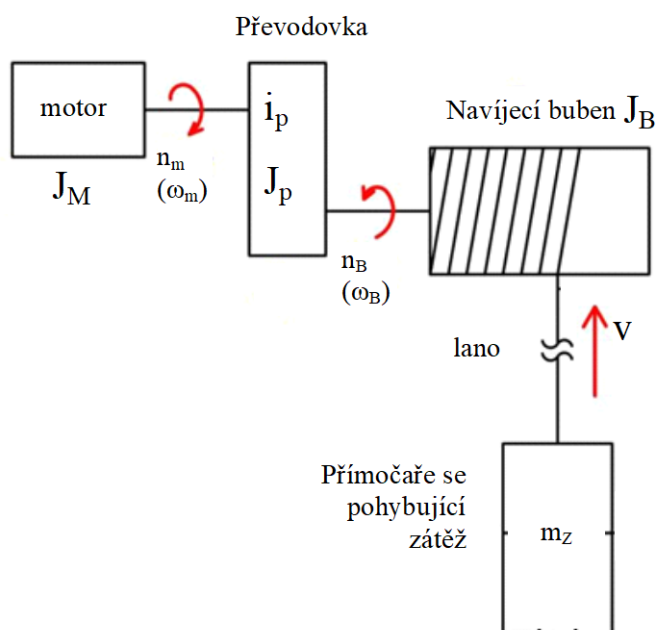 Převodovka
motor
i_p
Navíjecí buben J_B
n_m
(ω_m)
J_M
J_p
n_B
(ω_B)
lano
v
Přímočaře se
pohybující
zátěž
m_Z